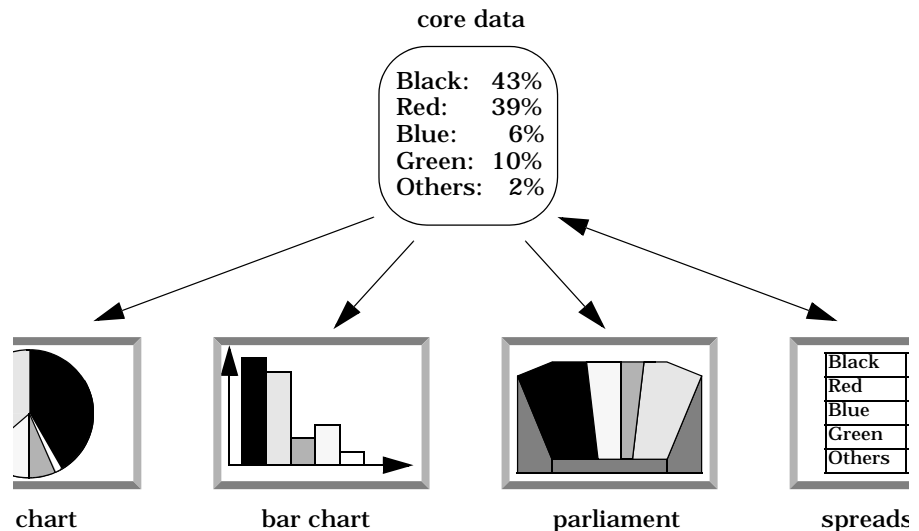 core data
Black: 43%
Red: 39%
Blue: 6%
Green: 10%
Others: 2%
Black
Red
Blue
Green
Others
chart
bar chart
parliament
spreads